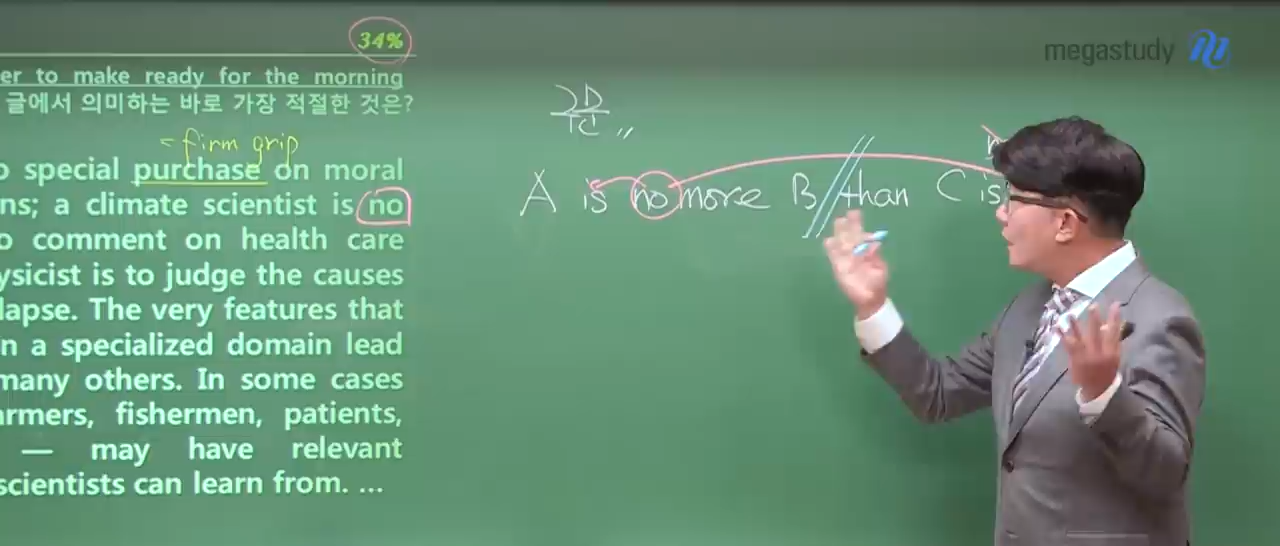 34%
megastudy
er to make ready for the morning
글에서 의미하는 바로 가장 적절한 것은?
= firm grip
special purchase on moral
ns; a climate scientist is no
o comment on health care
ysicist is to judge the causes
lapse. The very features that
n a specialized domain lead
many others. In some cases
armers, fishermen, patients,
— may have relevant
scientists can learn from. ...
A is no more B // than C is